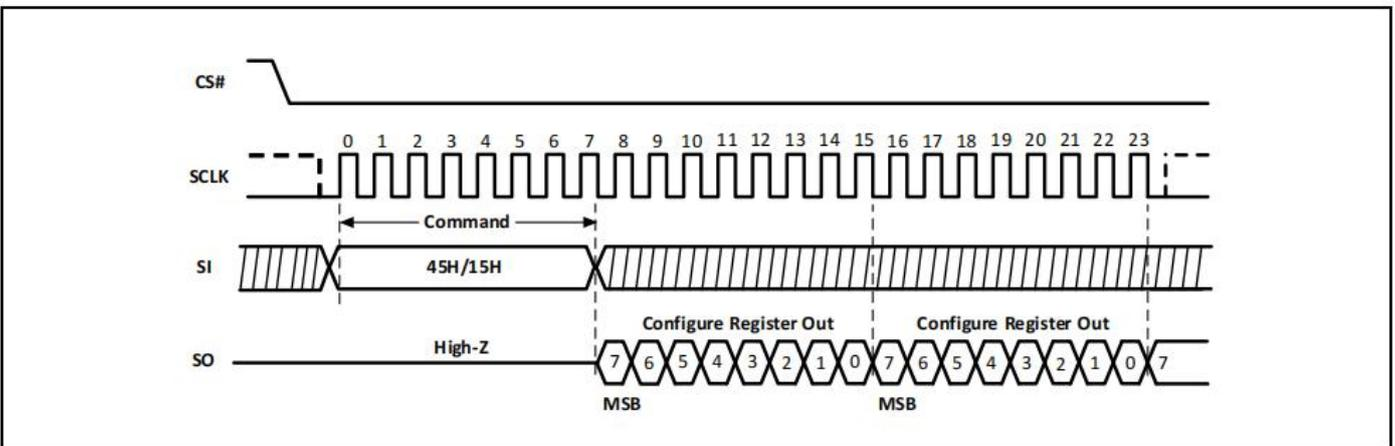 CS#
0 1 2 3 4 5 6 7 8 9 10 11 12 13 14 15 16 17 18 19 20 21 22 23
SCLK
Command
SI
45H/15H
Configure Register Out Configure Register Out
High-Z
SO
7 6 5 4 3 2 1 0 7 6 5 4 3 2 1 0 7
MSB MSB